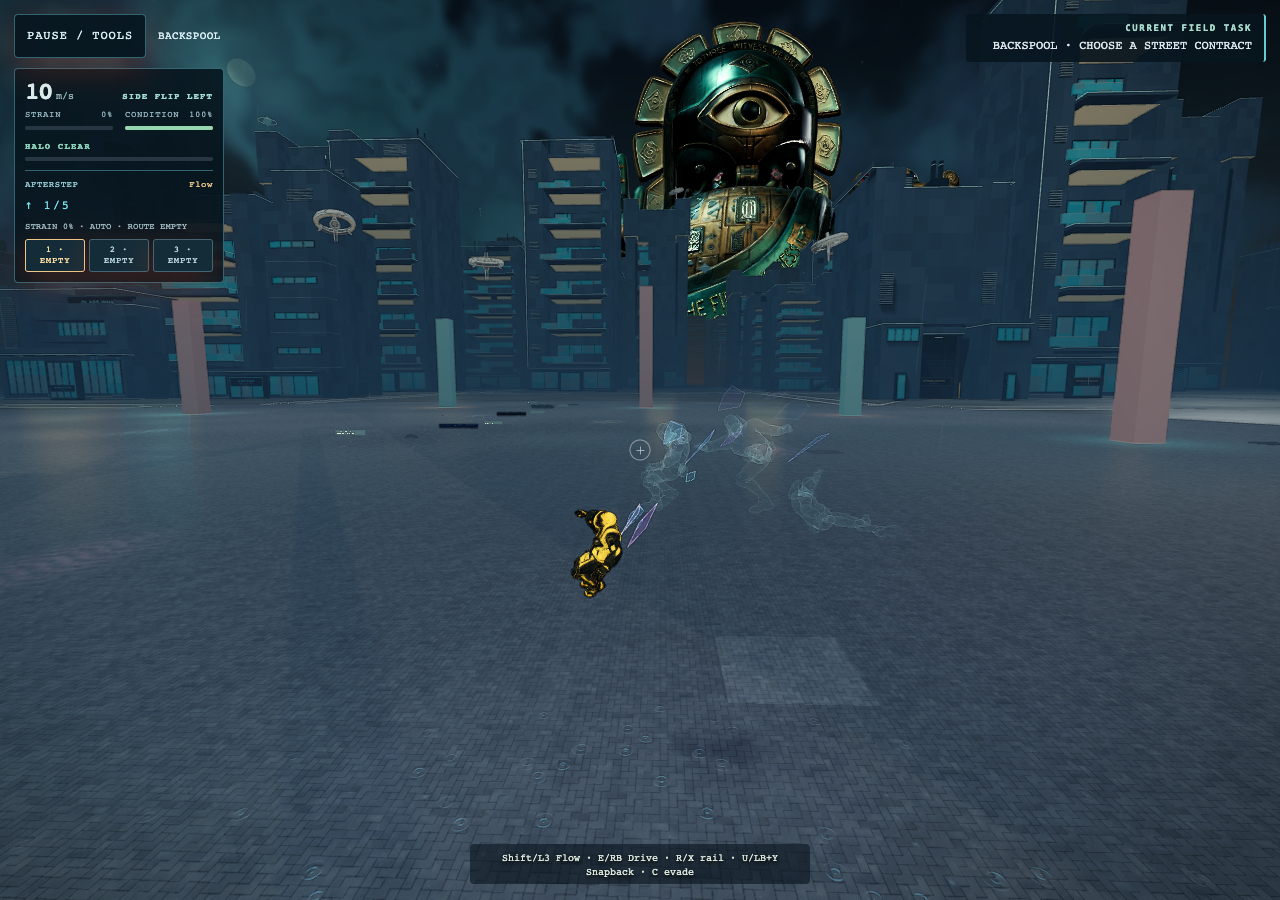 PAUSE / TOOLS
BACKSPOOL
10 m/s
SIDE FLIP LEFT
STRAIN 0%
CONDITION 100%
HALO CLEAR
AFTERSTEP
Flow
↑ 1/5
STRAIN 0% · AUTO · ROUTE EMPTY
1 · EMPTY
2 · EMPTY
3 · EMPTY
CURRENT FIELD TASK
BACKSPOOL · CHOOSE A STREET CONTRACT
Shift/L3 Flow · E/RB Drive · R/X rail · U/LB+Y
Snapback · C evade